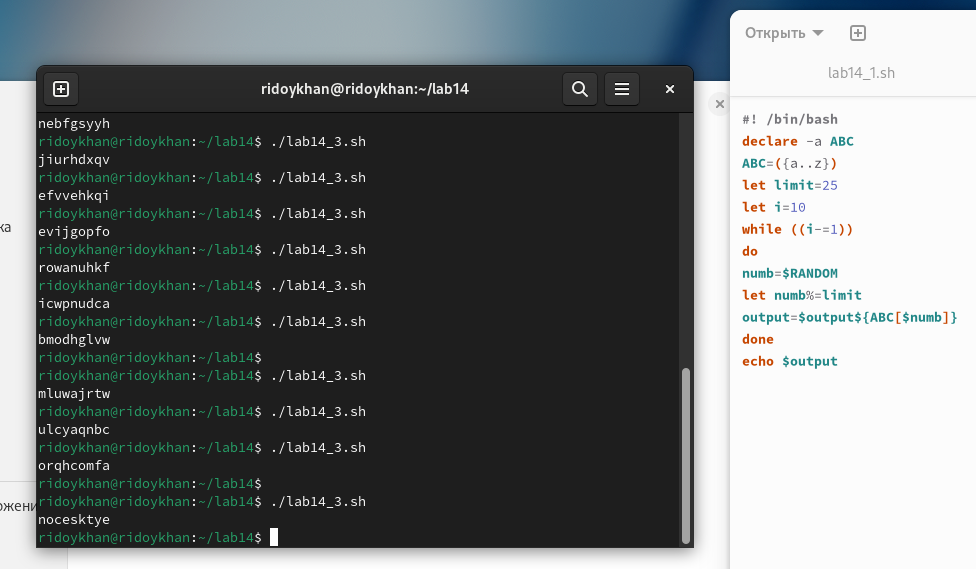 ridoykhan@ridoykhan:~/lab14
nebfgsyyh
ridoykhan@ridoykhan:~/lab14$ ./lab14_3.sh
jiurhdxqv
ridoykhan@ridoykhan:~/lab14$ ./lab14_3.sh
efvvehkqi
ridoykhan@ridoykhan:~/lab14$ ./lab14_3.sh
evijgopfo
ridoykhan@ridoykhan:~/lab14$ ./lab14_3.sh
rowanuhkf
ridoykhan@ridoykhan:~/lab14$ ./lab14_3.sh
icwpnudca
ridoykhan@ridoykhan:~/lab14$ ./lab14_3.sh
bmodhglvw
ridoykhan@ridoykhan:~/lab14$
ridoykhan@ridoykhan:~/lab14$ ./lab14_3.sh
mluwajrtw
ridoykhan@ridoykhan:~/lab14$ ./lab14_3.sh
ulcyaqnbc
ridoykhan@ridoykhan:~/lab14$ ./lab14_3.sh
orqhcomfa
ridoykhan@ridoykhan:~/lab14$
ridoykhan@ridoykhan:~/lab14$ ./lab14_3.sh
nocesktye
ridoykhan@ridoykhan:~/lab14$
Открыть
lab14_1.sh
#! /bin/bash
declare -a ABC
ABC=({a..z})
let limit=25
let i=10
while ((i-=1))
do
numb=$RANDOM
let numb%=limit
output=$output${ABC[$numb]}
done
echo $output